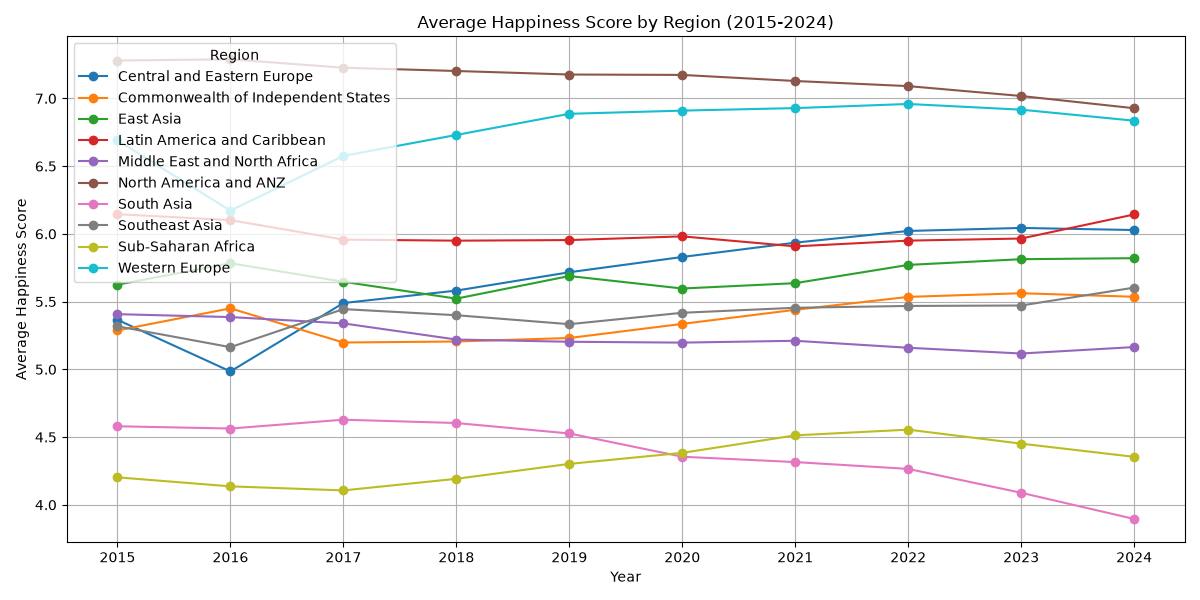 Average Happiness Score by Region (2015-2024)
Region
Central and Eastern Europe
Commonwealth of Independent States
East Asia
Latin America and Caribbean
Middle East and North Africa
North America and ANZ
South Asia
Southeast Asia
Sub-Saharan Africa
Western Europe
Average Happiness Score
7.0
6.5
6.0
5.5
5.0
4.5
4.0
2015 2016 2017 2018 2019 2020 2021 2022 2023 2024
Year